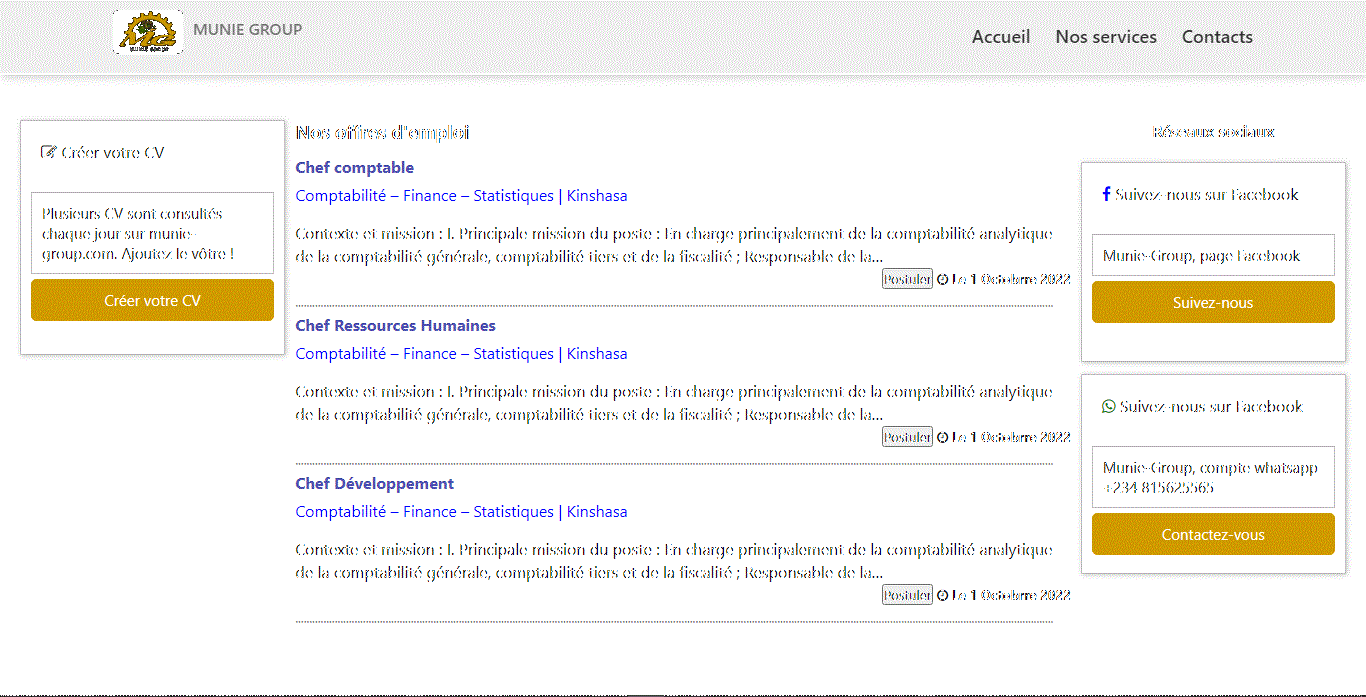 MUNIE GROUP
Accueil Nos services Contacts
Créer votre CV
Plusieurs CV sont consultés
chaque jour sur munie-
group.com. Ajoutez le vôtre !
Créer votre CV
Nos offres d'emploi
Chef comptable
Comptabilité – Finance – Statistiques | Kinshasa
Contexte et mission : I. Principale mission du poste : En charge principalement de la comptabilité analytique
de la comptabilité générale, comptabilité tiers et de la fiscalité ; Responsable de la...
Postuler Le 1 Octobrre 2022
Chef Ressources Humaines
Comptabilité – Finance – Statistiques | Kinshasa
Contexte et mission : I. Principale mission du poste : En charge principalement de la comptabilité analytique
de la comptabilité générale, comptabilité tiers et de la fiscalité ; Responsable de la...
Postuler Le 1 Octobrre 2022
Chef Développement
Comptabilité – Finance – Statistiques | Kinshasa
Contexte et mission : I. Principale mission du poste : En charge principalement de la comptabilité analytique
de la comptabilité générale, comptabilité tiers et de la fiscalité ; Responsable de la...
Postuler Le 1 Octobrre 2022
Réseaux sociaux
Suivez-nous sur Facebook
Munie-Group, page Facebook
Suivez-nous
Suivez-nous sur Facebook
Munie-Group, compte whatsapp
+234 815625565
Contactez-vous